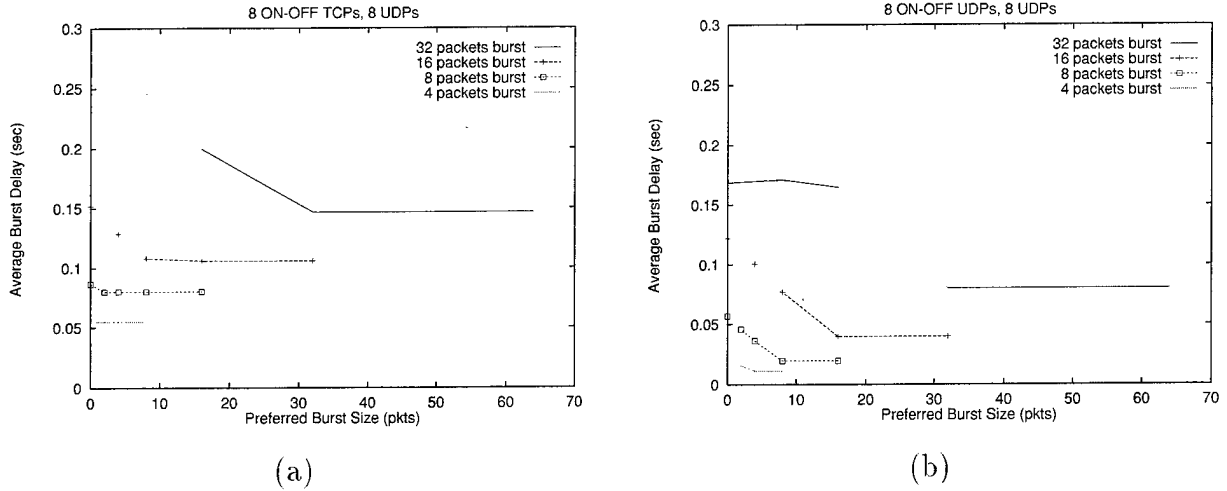 8 ON-OFF TCPs, 8 UDPs
0.3
0.25
0.2
0.15
0.1
0.05
0
Average Burst Delay (sec)
32 packets burst
16 packets burst
8 packets burst
4 packets burst
0 10 20 30 40 50 60 70
Preferred Burst Size (pkts)
(a)
8 ON-OFF UDPs, 8 UDPs
0.3
0.25
0.2
0.15
0.1
0.05
0
Average Burst Delay (sec)
32 packets burst
16 packets burst
8 packets burst
4 packets burst
0 10 20 30 40 50 60 70
Preferred Burst Size (pkts)
(b)